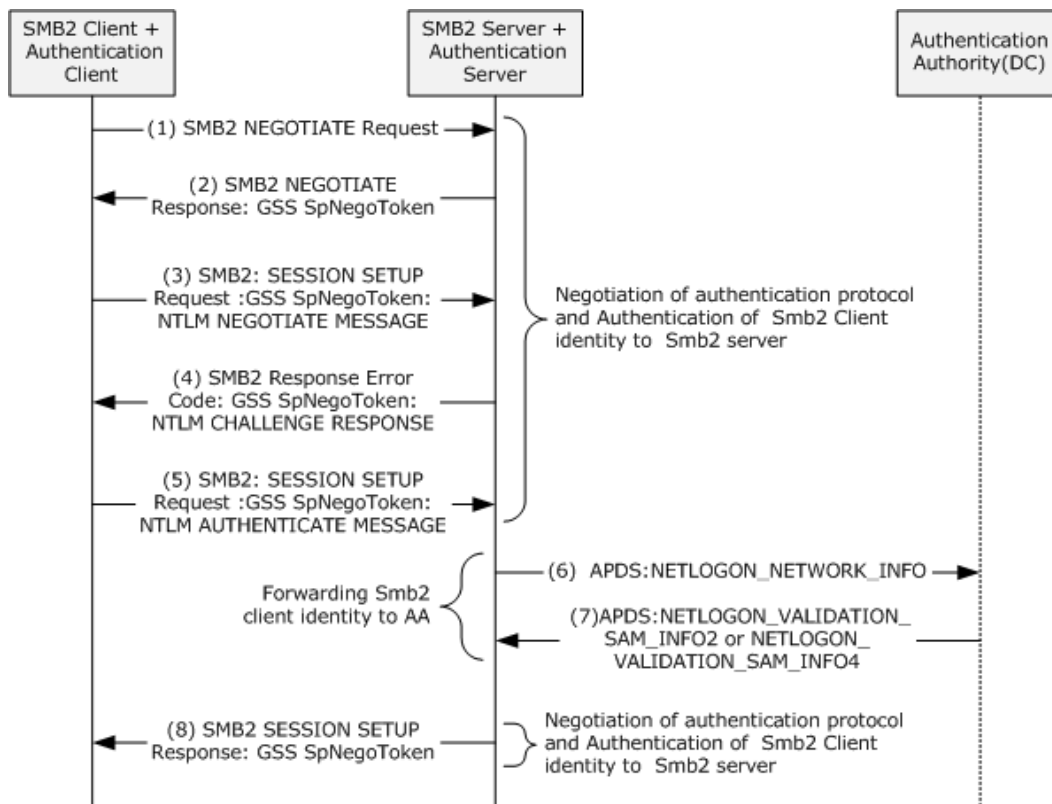 SMB2 Client +
Authentication
Client
SMB2 Server +
Authentication
Server
Authentication
Authority(DC)
(1) SMB2 NEGOTIATE Request
(2) SMB2 NEGOTIATE
Response: GSS SpNegoToken
(3) SMB2: SESSION SETUP
Request :GSS SpNegoToken:
NTLM NEGOTIATE MESSAGE
(4) SMB2 Response Error
Code: GSS SpNegoToken:
NTLM CHALLENGE RESPONSE
(5) SMB2: SESSION SETUP
Request :GSS SpNegoToken:
NTLM AUTHENTICATE MESSAGE
Negotiation of authentication protocol
and Authentication of Smb2 Client
identity to Smb2 server
(6) APDS:NETLOGON_NETWORK_INFO
Forwarding Smb2
client identity to AA
(7)APDS:NETLOGON_VALIDATION_
SAM_INFO2 or NETLOGON_
VALIDATION_SAM_INFO4
(8) SMB2 SESSION SETUP
Response: GSS SpNegoToken
Negotiation of authentication protocol
and Authentication of Smb2 Client
identity to Smb2 server